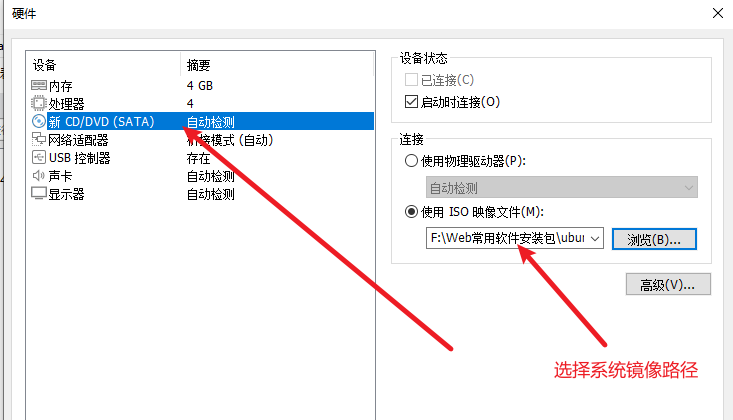 硬件
设备 摘要
内存 4 GB
处理器 4
新 CD/DVD (SATA) 自动检测
网络适配器 桥接模式 (自动)
USB 控制器 存在
声卡 自动检测
显示器 自动检测
设备状态
已连接(C)
启动时连接(O)
连接
使用物理驱动器(P):
自动检测
使用 ISO 映像文件(M):
F:\Web常用软件安装包\ubun
浏览(B)...
高级(V)...
选择系统镜像路径